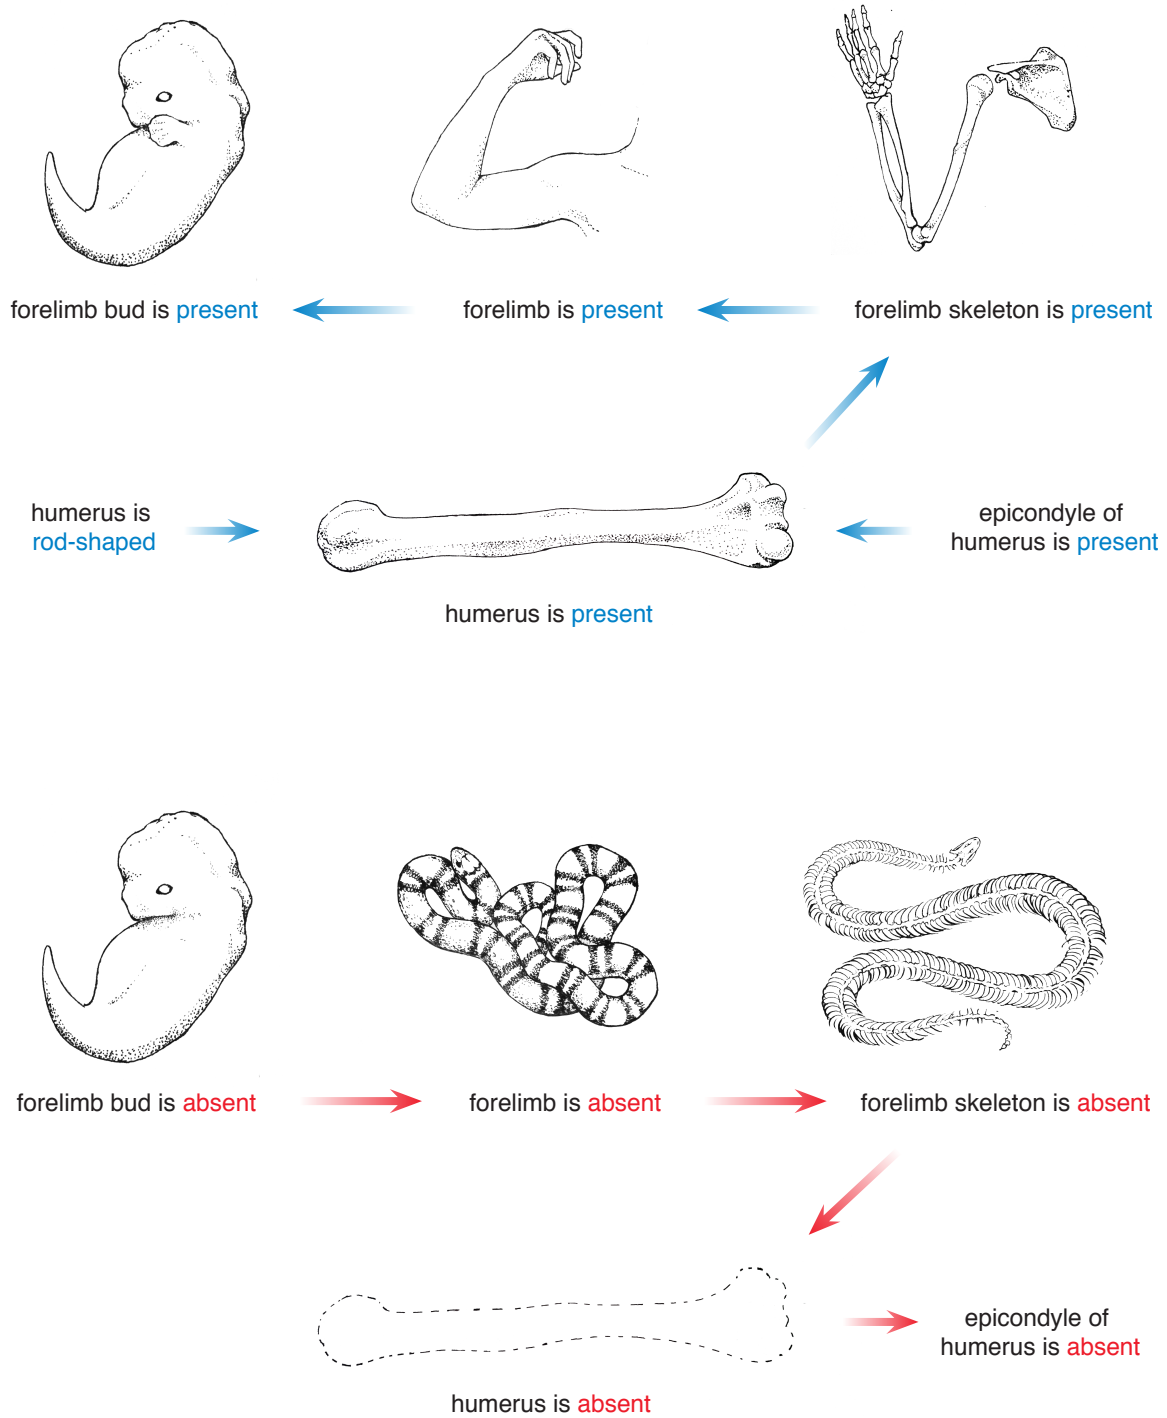 forelimb bud is present
forelimb is present
forelimb skeleton is present
humerus is
rod-shaped
epicondyle of
humerus is present
humerus is present
forelimb bud is absent
forelimb is absent
forelimb skeleton is absent
epicondyle of
humerus is absent
humerus is absent